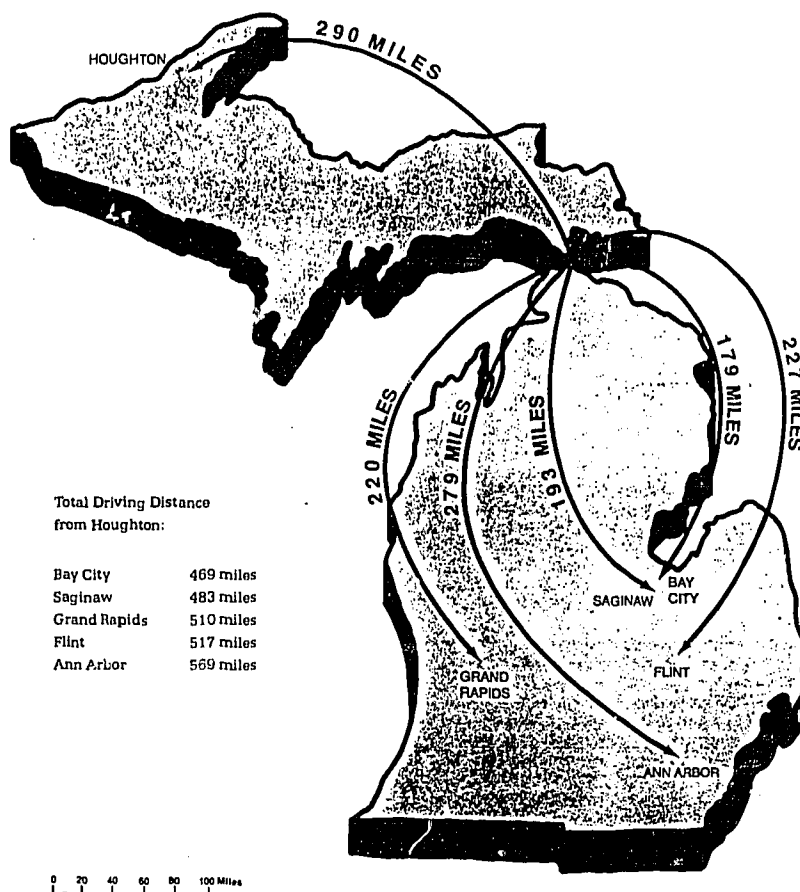 290 MILES
HOUGHTON
227 MILES
179 MILES
220 MILES
279 MILES
193 MILES
Total Driving Distance
from Houghton:
Bay City 469 miles
Saginaw 483 miles
Grand Rapids 510 miles
Flint 517 miles
Ann Arbor 569 miles
BAY
CITY
SAGINAW
GRAND
RAPIDS
FLINT
ANN ARBOR
0 20 40 60 80 100 Miles